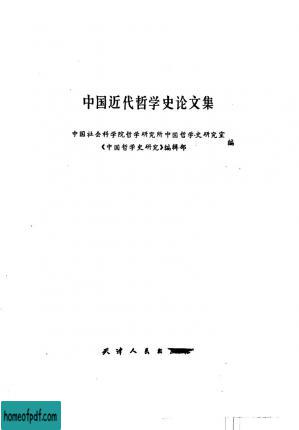 中国近代哲学史论文集
中国社会科学院哲学研究所中国哲学史研究室
《中国哲学史研究》编辑部
编
天津人民出
homeofpdf.com